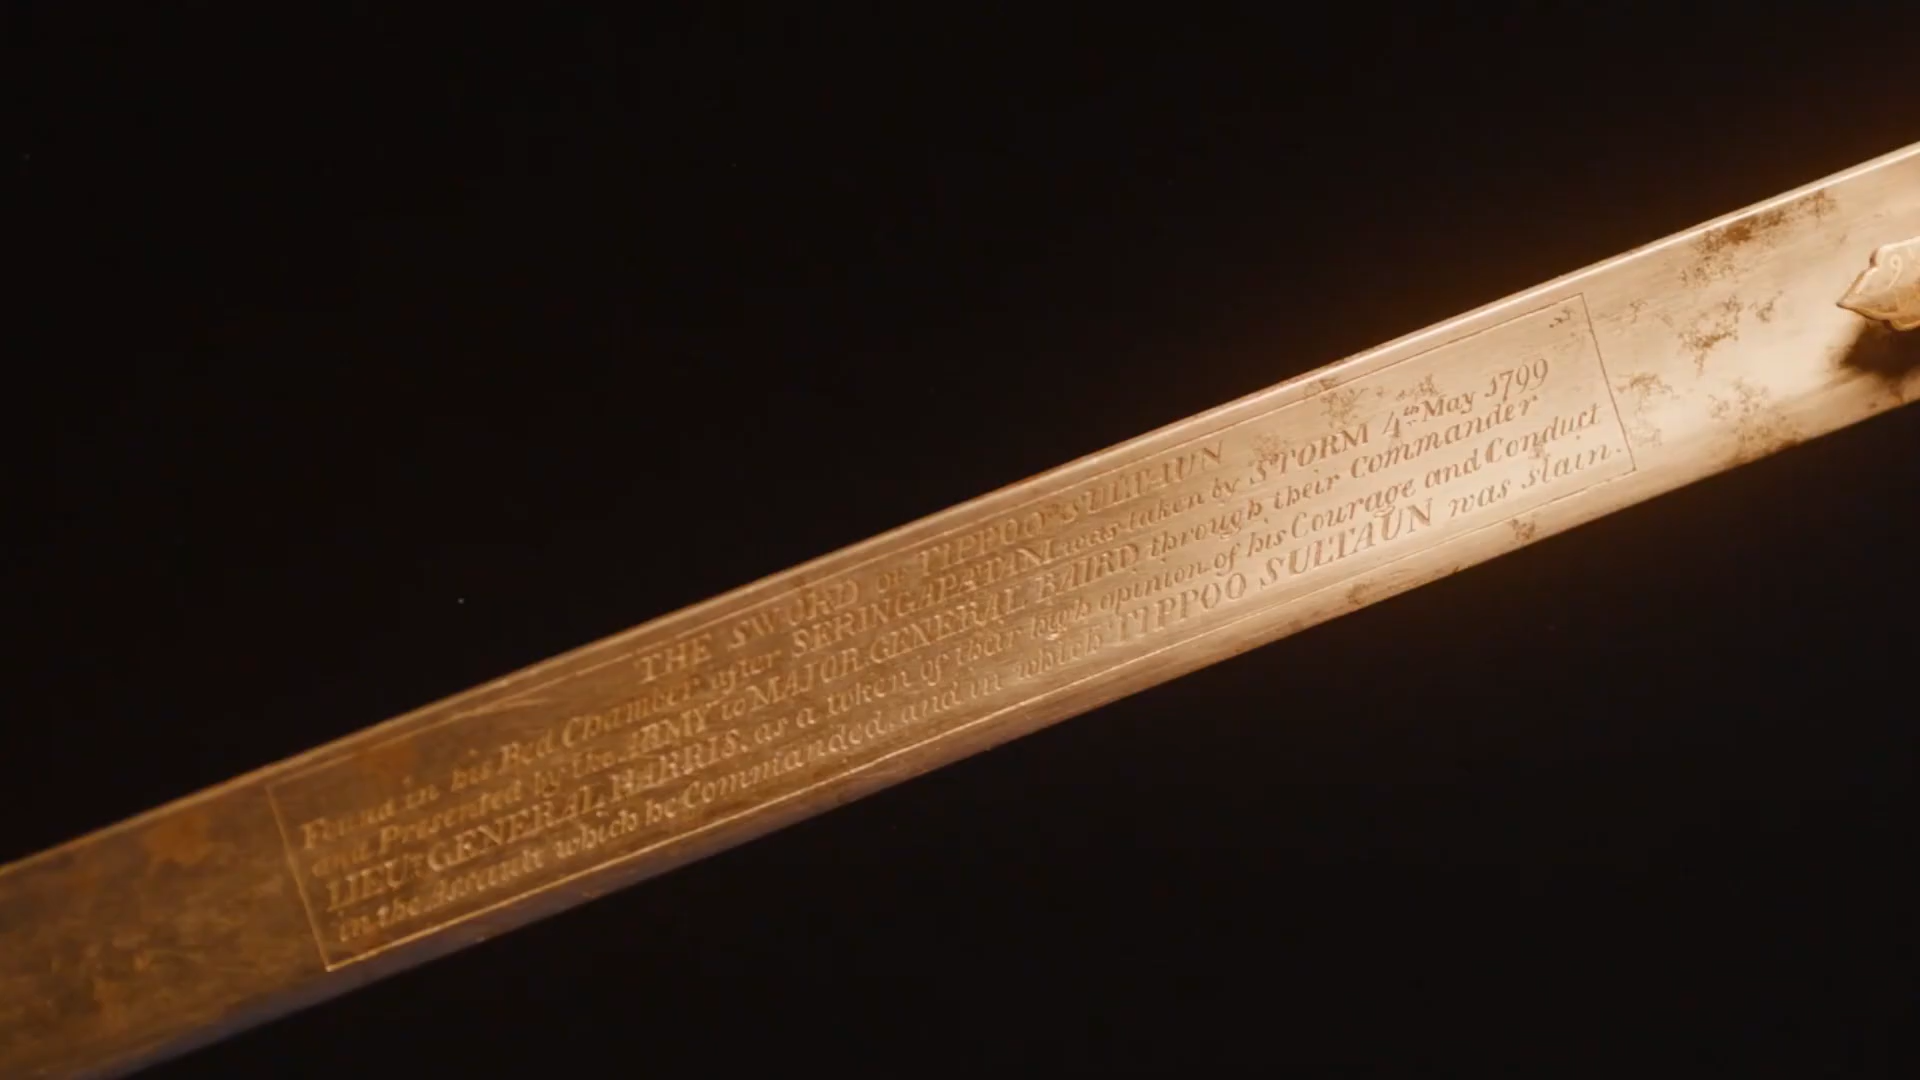 THE SWORD OF TIPPOO SULTAUN
Found in his Bed Chamber after SERINGAPATAM was taken by STORM 4th May 1799
and Presented by the ARMY to MAJOR GENERAL BAIRD through their Commander
LIEUT GENERAL HARRIS, as a token of their high opinion of his Courage and Conduct
in the Assault which he Commanded, and in which TIPPOO SULTAUN was slain.